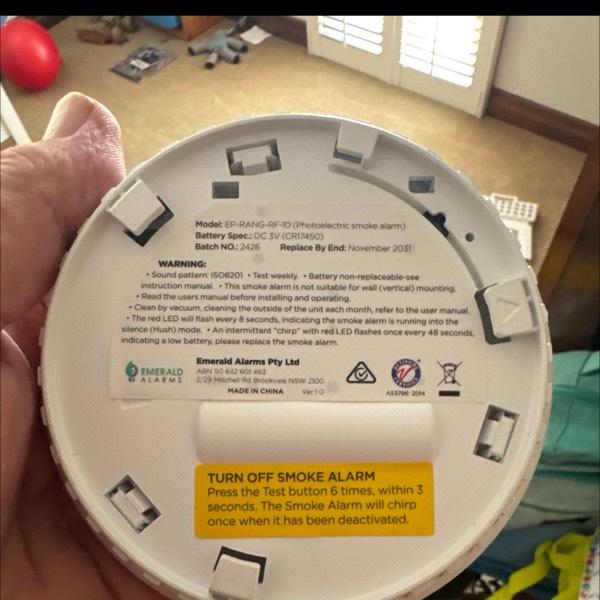 Model: EP-RANG-RF-10 (Photoelectric smoke alarm)
Battery Spec.: DC 3V (CR17450)
Batch NO.: 2426 Replace By End: November 2031
WARNING:
• Sound pattern: ISO8201 • Test weekly. • Battery non-replaceable-see
instruction manual. • This smoke alarm is not suitable for wall (vertical) mounting.
• Read the users manual before installing and operating.
• Clean by vacuum, cleaning the outside of the unit each month, refer to the user manual.
• The red LED will flash every 8 seconds, indicating the smoke alarm is running into the
silence (Hush) mode. • An intermittent "chirp" with red LED flashes once every 48 seconds,
indicating a low battery, please replace the smoke alarm.
EMERALD
ALARMS
Emerald Alarms Pty Ltd
ABN 50 632 601 453
2/29 Mitchell Rd Brookvale NSW 2100
MADE IN CHINA Ver 1.0
AS3786: 2014
TURN OFF SMOKE ALARM
Press the Test button 6 times, within 3
seconds. The Smoke Alarm will chirp
once when it has been deactivated.